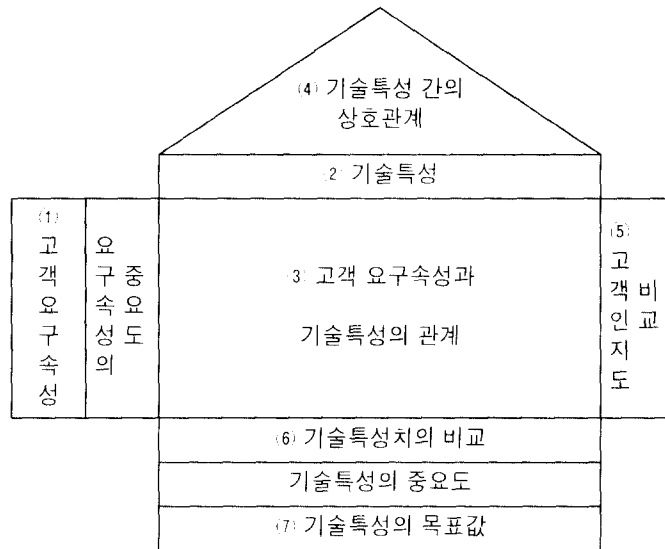 (4) 기술특성 간의
상호관계
(2) 기술특성
(1)
고객요구속성
요구속성의
중요도
(3) 고객 요구속성과
기술특성의 관계
(5)
고객인지도
비교
(6) 기술특성치의 비교
기술특성의 중요도
(7) 기술특성의 목표값